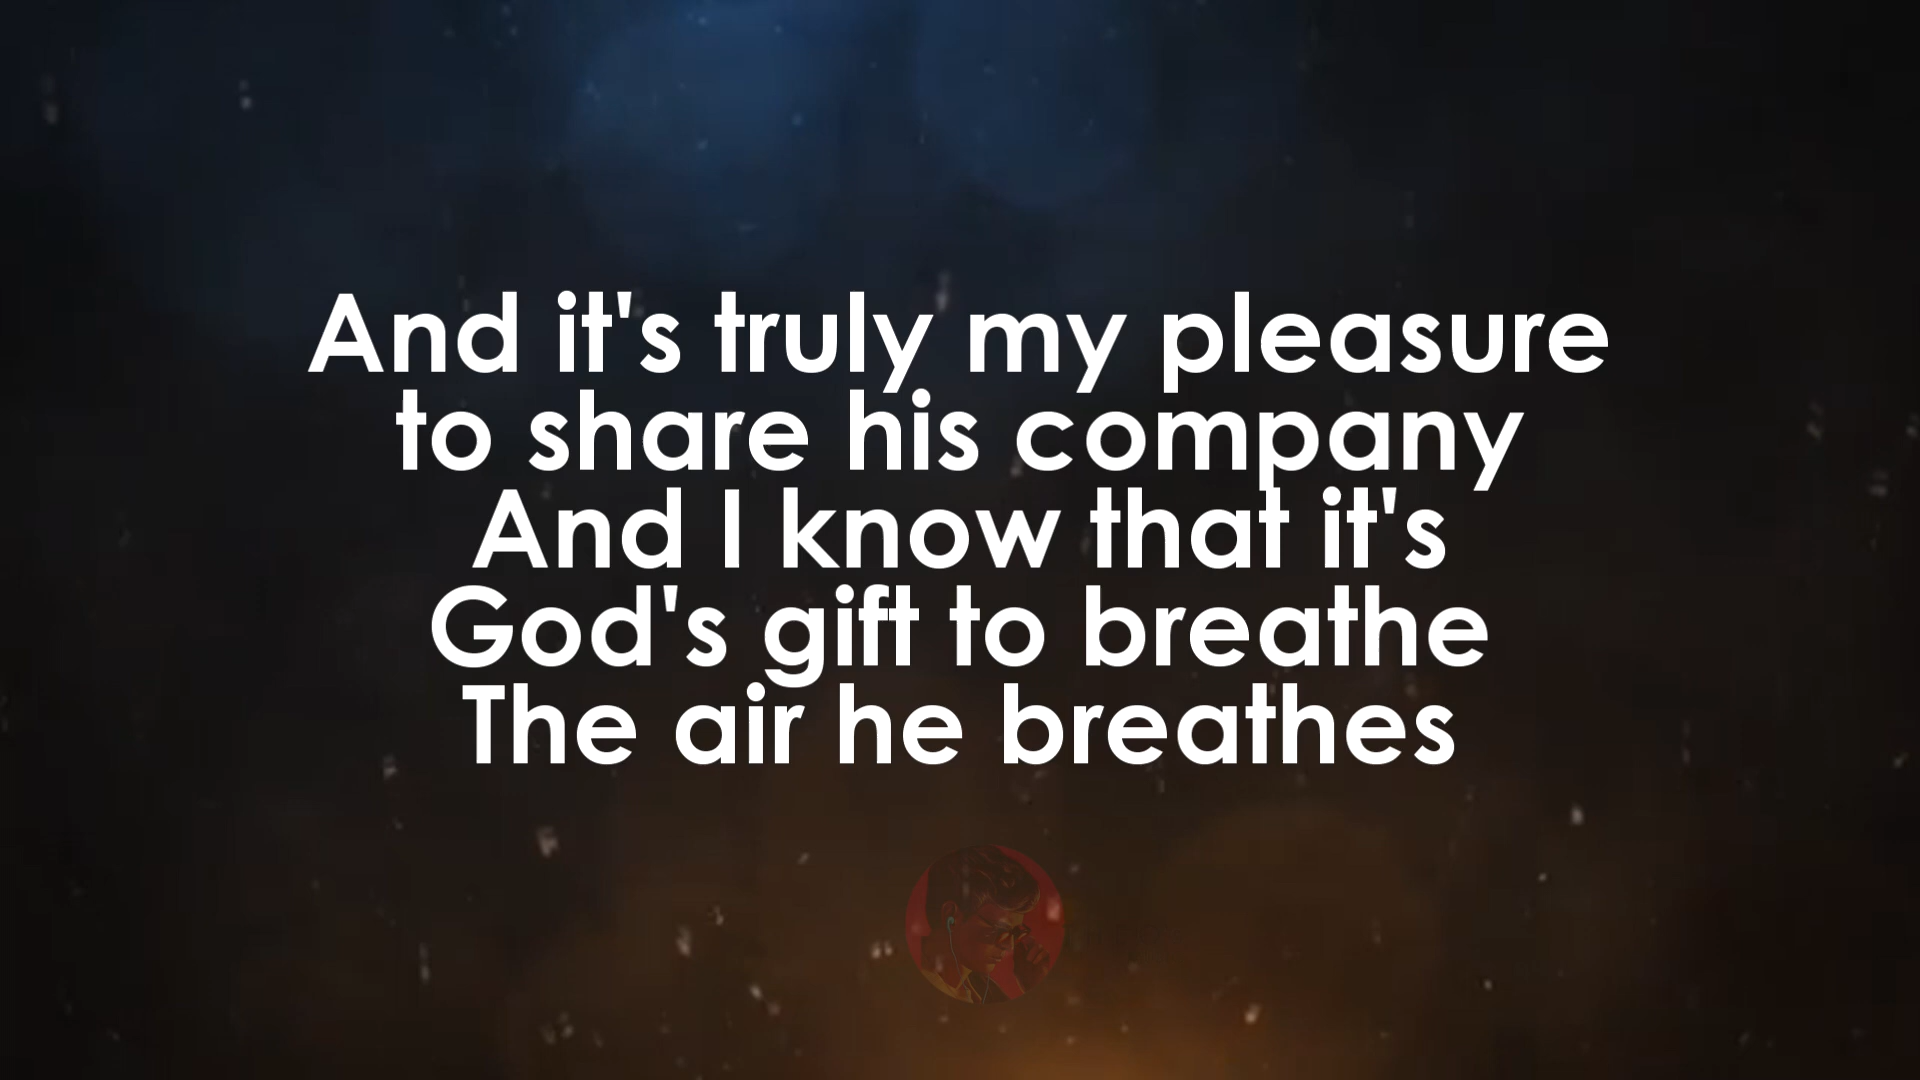 And it's truly my pleasure
to share his company
And I know that it's
God's gift to breathe
The air he breathes